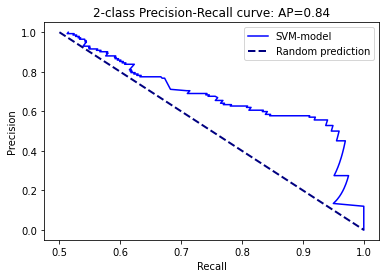 2-class Precision-Recall curve: AP=0.84
SVM-model
Random prediction
Precision
1.0
0.8
0.6
0.4
0.2
0.0
0.5 0.6 0.7 0.8 0.9 1.0
Recall